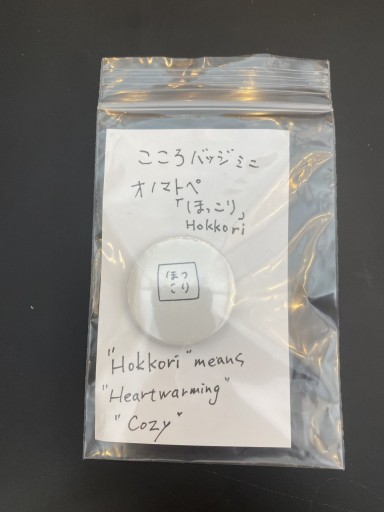 こころバッジミニ
オノマトペ
「ほっこり」
Hokkori
ほっ
こり
"Hokkori" means
"Heartwarming"
"Cozy"